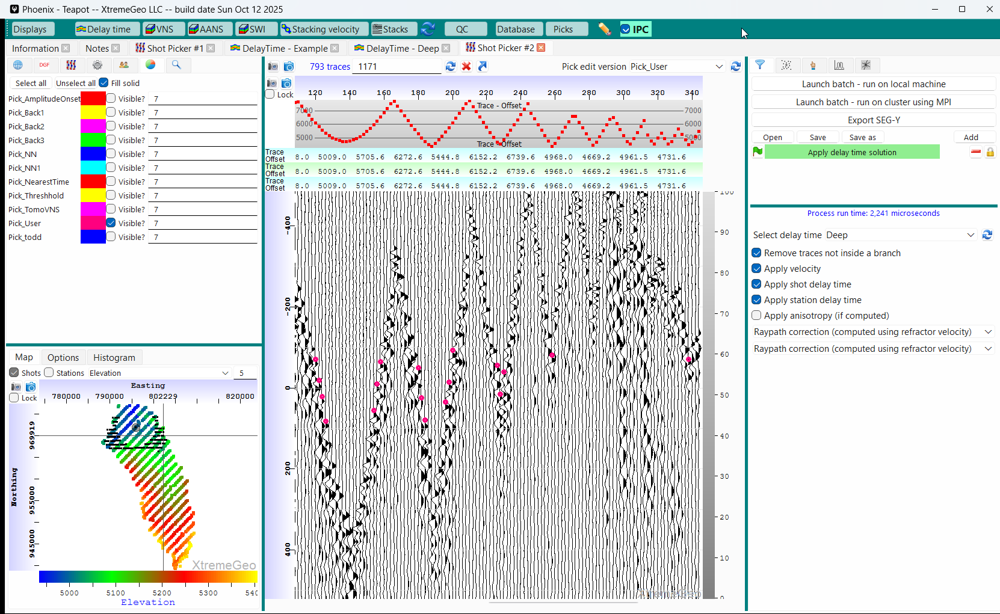 Phoenix - Teapot -- XtremeGeo LLC -- build date Sun Oct 12 2025
Displays Delay time VNS AANS SWI Stacking velocity Stacks QC Database Picks IPC
Information Notes Shot Picker #1 DelayTime - Example DelayTime - Deep Shot Picker #2
DGF
Select all Unselect all Fill solid
Pick_AmplitudeOnset Visible? 7
Pick_Back1 Visible? 7
Pick_Back2 Visible? 7
Pick_Back3 Visible? 7
Pick_NN Visible? 7
Pick_NN1 Visible? 7
Pick_NearestTime Visible? 7
Pick_Threshhold Visible? 7
Pick_TomoVNS Visible? 7
Pick_User Visible? 7
Pick_todd Visible? 7
Map Options Histogram
Shots Stations Elevation 5
Easting
Lock 780000 790000 802229 820000
Northing
969919
955000
945000
XtremeGeo
5000 5100 5200 5300 540
Elevation
793 traces 1171 Pick edit version Pick_User
Lock 120 140 160 180 200 220 240 260 280 300 320 340
Trace - Offset
7000 7000
6000 6000
5000 5000
Trace - Offset
Trace
Offset 8.0 5009.0 5705.6 6272.6 5444.8 6152.2 6739.6 4968.0 4669.2 4961.5 4731.6
Trace
Offset 8.0 5009.0 5705.6 6272.6 5444.8 6152.2 6739.6 4968.0 4669.2 4961.5 4731.6
Trace
Offset 8.0 5009.0 5705.6 6272.6 5444.8 6152.2 6739.6 4968.0 4669.2 4961.5 4731.6
-400
-200
0
200
400
100
90
80
70
60
50
40
30
20
10
0
XtremeGeo
Launch batch - run on local machine
Launch batch - run on cluster using MPI
Export SEG-Y
Open Save Save as Add
Apply delay time solution
Process run time: 2,241 microseconds
Select delay time Deep
Remove traces not inside a branch
Apply velocity
Apply shot delay time
Apply station delay time
Apply anisotropy (if computed)
Raypath correction (computed using refractor velocity)
Raypath correction (computed using refractor velocity)